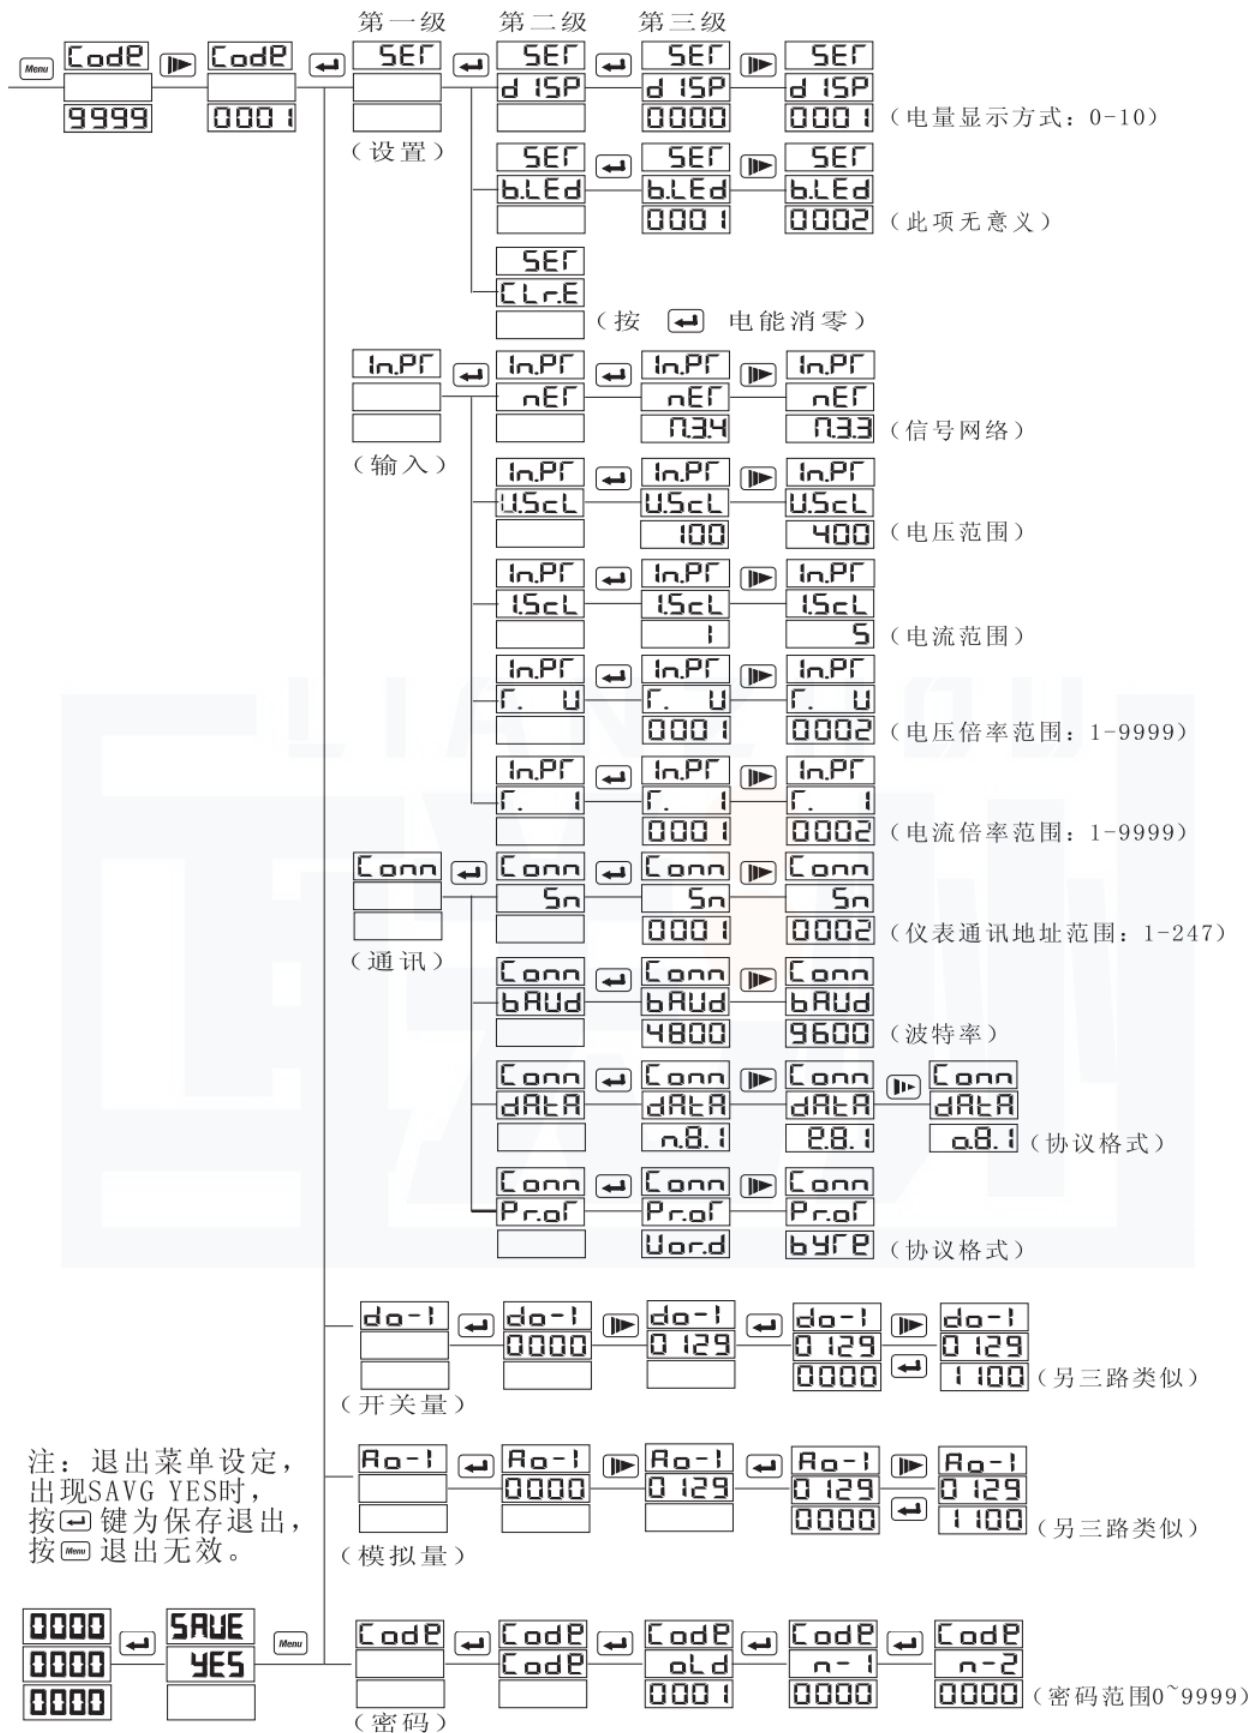 第一级 第二级 第三级
Menu CodE CodE SET SET SET SET
dISP dISP dISP
9999 0001 0000 0001 (电量显示方式: 0-10)
(设置)
SET SET SET
b.LEd b.LEd b.LEd
0001 0002 (此项无意义)
SET
CLr.E
(按 电能消零)
In.PT In.PT In.PT In.PT
nET nET nET
n.3.4 n.3.3 (信号网络)
(输入)
In.PT In.PT In.PT
U.ScL U.ScL U.ScL
100 400 (电压范围)
In.PT In.PT In.PT
I.ScL I.ScL I.ScL
1 5 (电流范围)
In.PT In.PT In.PT
T. U T. U T. U
0001 0002 (电压倍率范围: 1-9999)
In.PT In.PT In.PT
T. I T. I T. I
0001 0002 (电流倍率范围: 1-9999)
LIANZHOU
Conn Conn Conn Conn
Sn Sn Sn
0001 0002 (仪表通讯地址范围: 1-247)
(通讯)
Conn Conn Conn
bAUd bAUd bAUd
4800 9600 (波特率)
Conn Conn Conn Conn
dAtA dAtA dAtA dAtA
n.8.1 e.8.1 o.8.1 (协议格式)
Conn Conn Conn
Pr.oT Pr.oT Pr.oT
Uor.d bYTE (协议格式)
do-1 do-1 do-1 do-1 do-1
0000 0129 0129 0129
0000 1100 (另三路类似)
(开关量)
Ao-1 Ao-1 Ao-1 Ao-1 Ao-1
0000 0129 0129 0129
0000 1100 (另三路类似)
(模拟量)
注: 退出菜单设定,
出现SAVG YES时,
按 键为保存退出,
按 Menu 退出无效。
0000 SAUE Menu CodE CodE CodE CodE CodE
0000 YES CodE oLd n-1 n-2
0000 0001 0000 0000 (密码范围0~9999)
(密码)